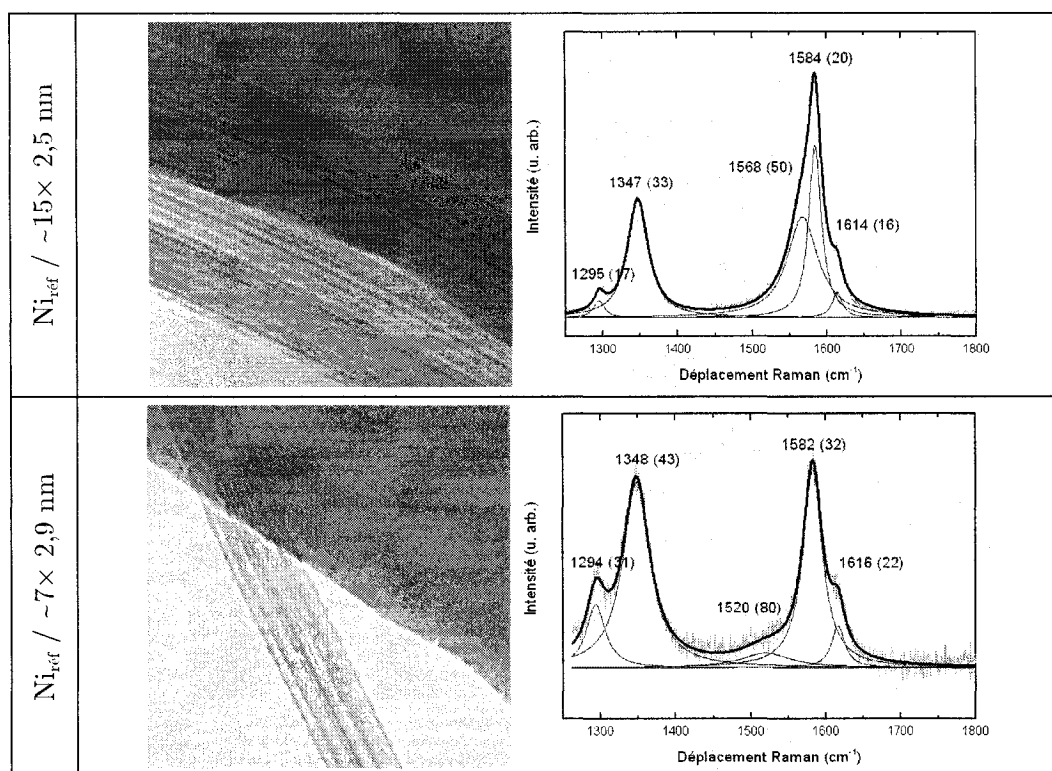 Ni_réf / ~15× 2,5 nm
1584 (20)
1568 (50)
1347 (33)
1614 (16)
1295 (17)
Intensité (u. arb.)
1300 1400 1500 1600 1700 1800
Déplacement Raman (cm⁻¹)
Ni_réf / ~7× 2,9 nm
1582 (32)
1348 (43)
1294 (31)
1616 (22)
1520 (80)
Intensité (u. arb.)
1300 1400 1500 1600 1700 1800
Déplacement Raman (cm⁻¹)